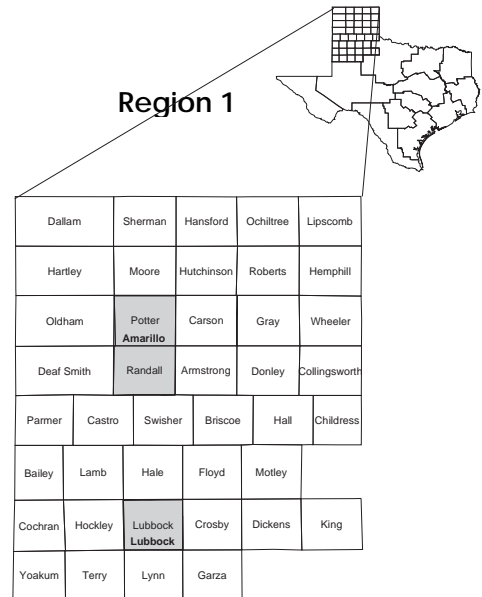 Region 1
Dallam Sherman Hansford Ochiltree Lipscomb
Hartley Moore Hutchinson Roberts Hemphill
Oldham Potter Carson Gray Wheeler
Amarillo
Deaf Smith Randall Armstrong Donley Collingsworth
Parmer Castro Swisher Briscoe Hall Childress
Bailey Lamb Hale Floyd Motley
Cochran Hockley Lubbock Crosby Dickens King
Lubbock
Yoakum Terry Lynn Garza